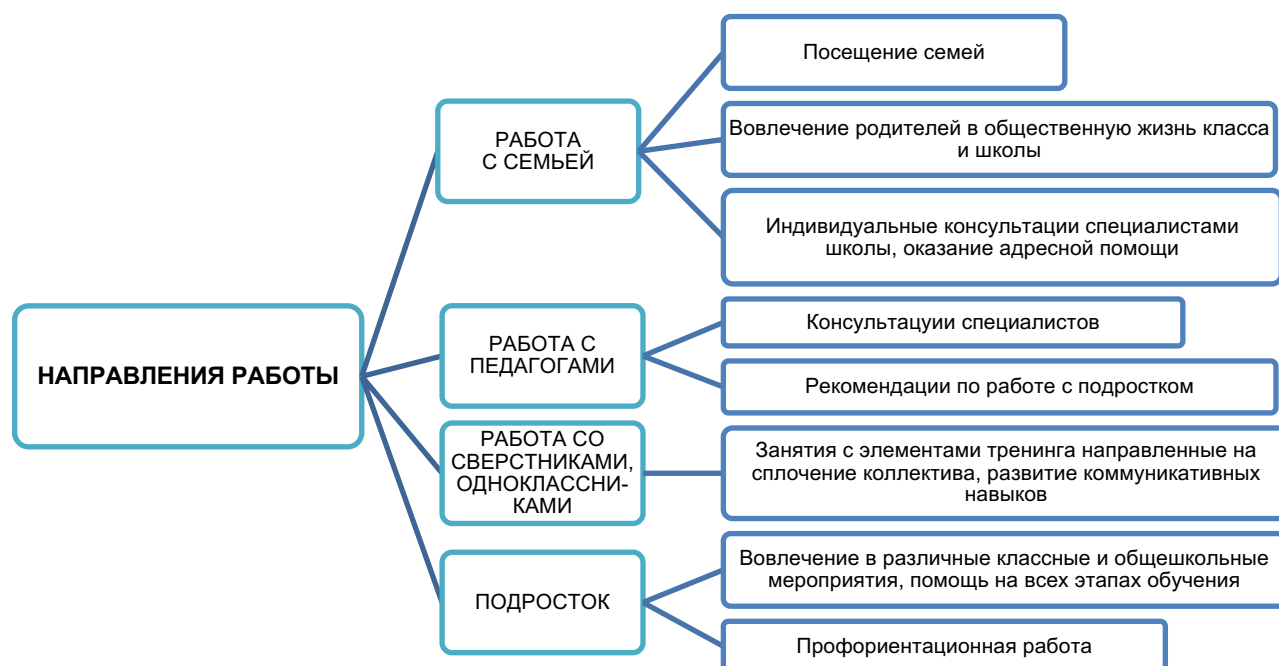 НАПРАВЛЕНИЯ РАБОТЫ
РАБОТА
С СЕМЬЕЙ
Посещение семей
Вовлечение родителей в общественную жизнь класса
и школы
Индивидуальные консультации специалистами
школы, оказание адресной помощи
РАБОТА С
ПЕДАГОГАМИ
Консультацуии специалистов
Рекомендации по работе с подростком
РАБОТА СО
СВЕРСТНИКАМИ,
ОДНОКЛАССНИ-
КАМИ
Занятия с элементами тренинга направленные на
сплочение коллектива, развитие коммуникативных
навыков
ПОДРОСТОК
Вовлечение в различные классные и общешкольные
мероприятия, помощь на всех этапах обучения
Профориентационная работа